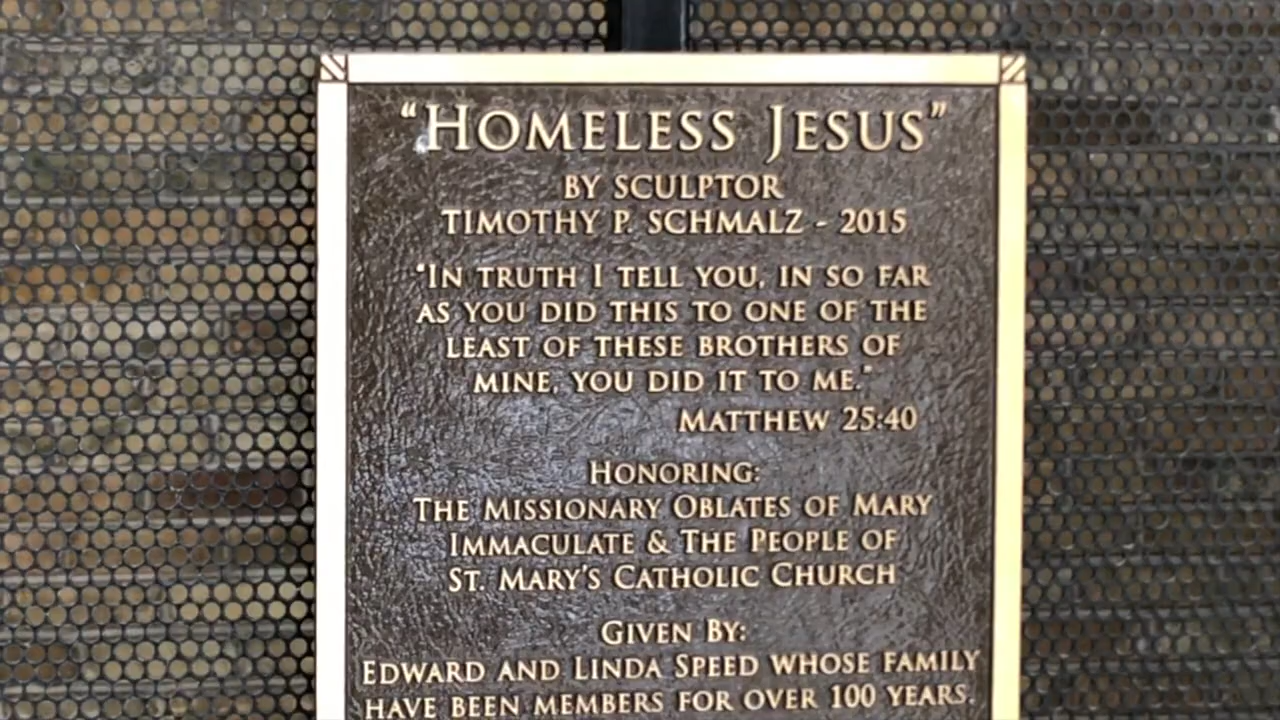 "HOMELESS JESUS"
BY SCULPTOR
TIMOTHY P. SCHMALZ - 2015
"IN TRUTH I TELL YOU, IN SO FAR
AS YOU DID THIS TO ONE OF THE
LEAST OF THESE BROTHERS OF
MINE, YOU DID IT TO ME."
MATTHEW 25:40
HONORING:
THE MISSIONARY OBLATES OF MARY
IMMACULATE & THE PEOPLE OF
ST. MARY'S CATHOLIC CHURCH
GIVEN BY:
EDWARD AND LINDA SPEED WHOSE FAMILY
HAVE BEEN MEMBERS FOR OVER 100 YEARS.